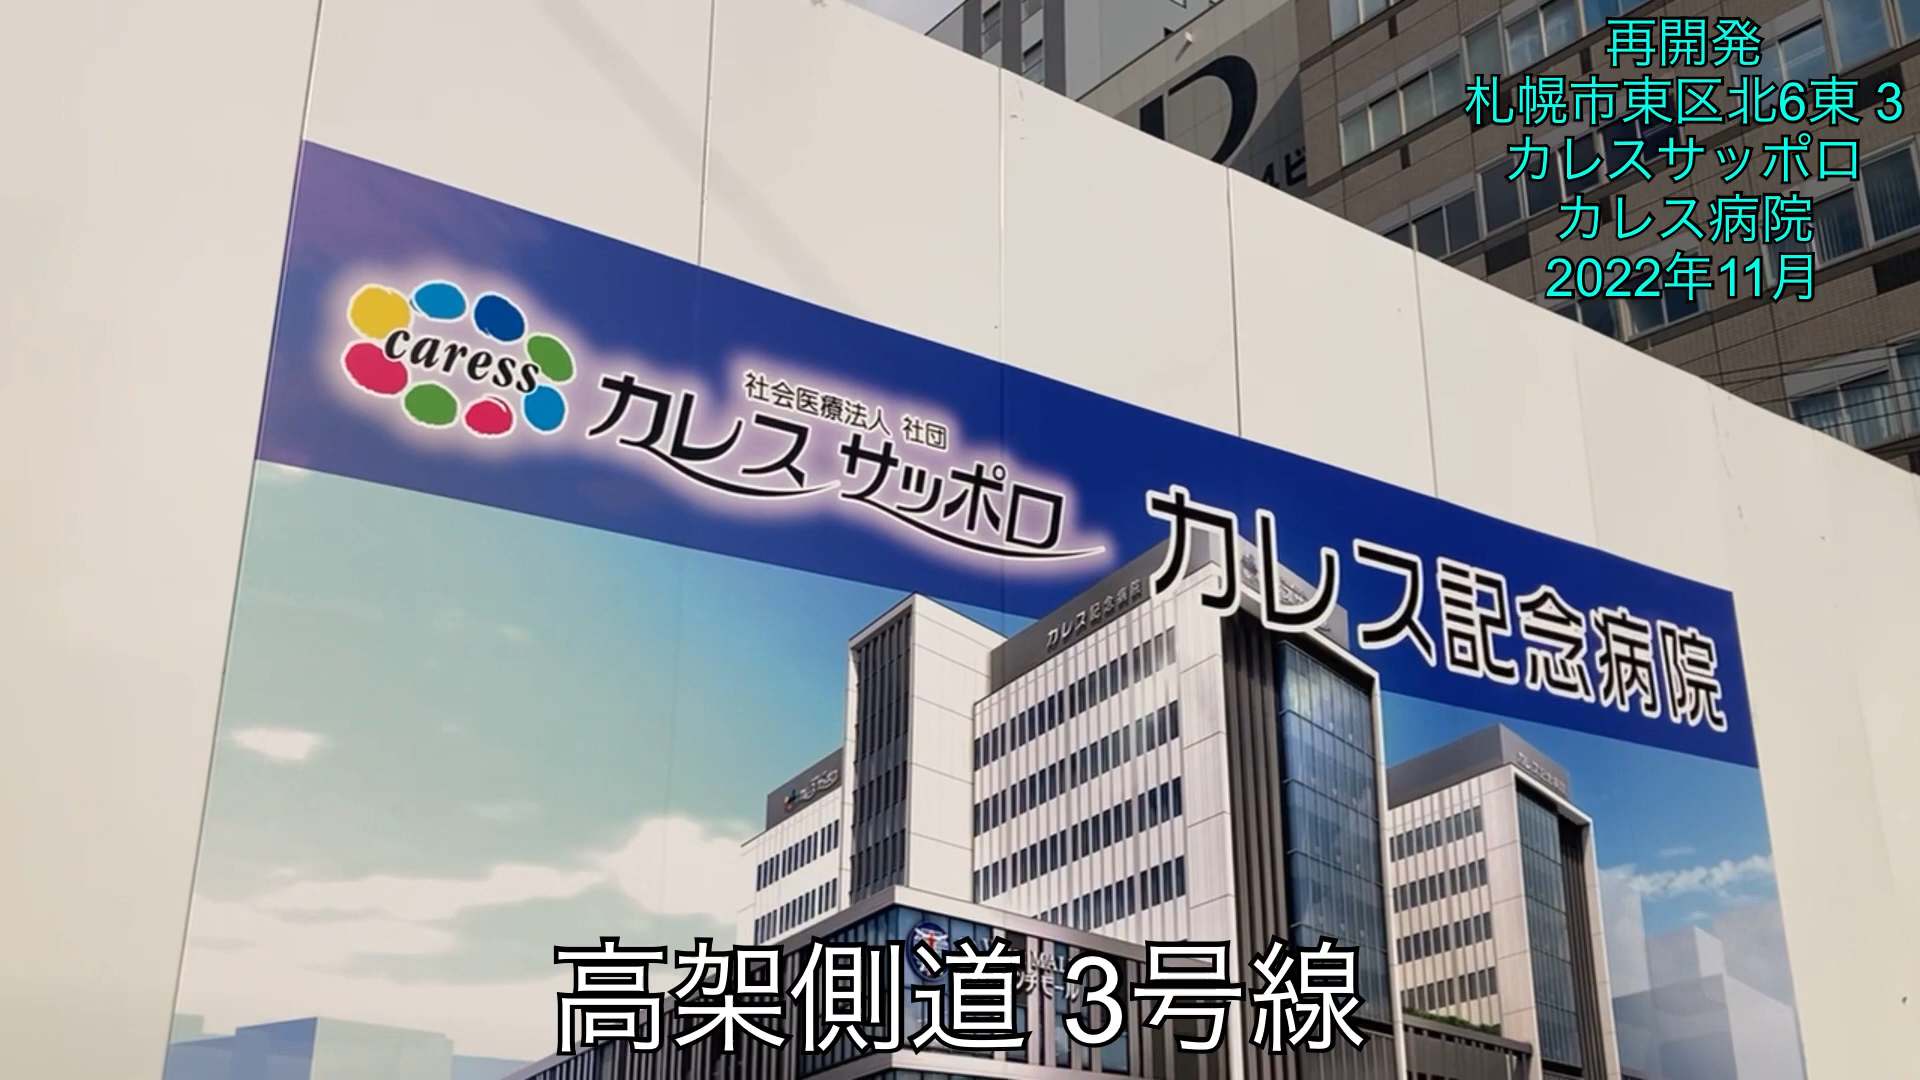 再開発
札幌市東区北6東 3
カレスサッポロ
カレス病院
2022年11月
caress
社会医療法人 社団
カレス サッポロ
カレス記念病院
カレス記念病院
高架側道 3号線